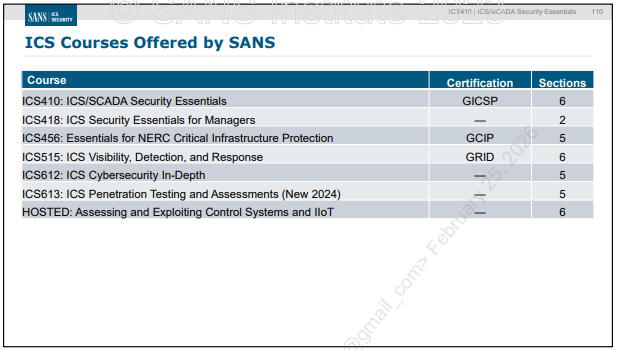 © SANS Institute 2026
SANS ICS SECURITY
ICS410 | ICS/SCADA Security Essentials 110
ICS Courses Offered by SANS
Course Certification Sections
ICS410: ICS/SCADA Security Essentials GICSP 6
ICS418: ICS Security Essentials for Managers — 2
ICS456: Essentials for NERC Critical Infrastructure Protection GCIP 5
ICS515: ICS Visibility, Detection, and Response GRID 6
ICS612: ICS Cybersecurity In-Depth — 5
ICS613: ICS Penetration Testing and Assessments (New 2024) — 5
HOSTED: Assessing and Exploiting Control Systems and IIoT — 6
@gmail_com> February 25, 2026